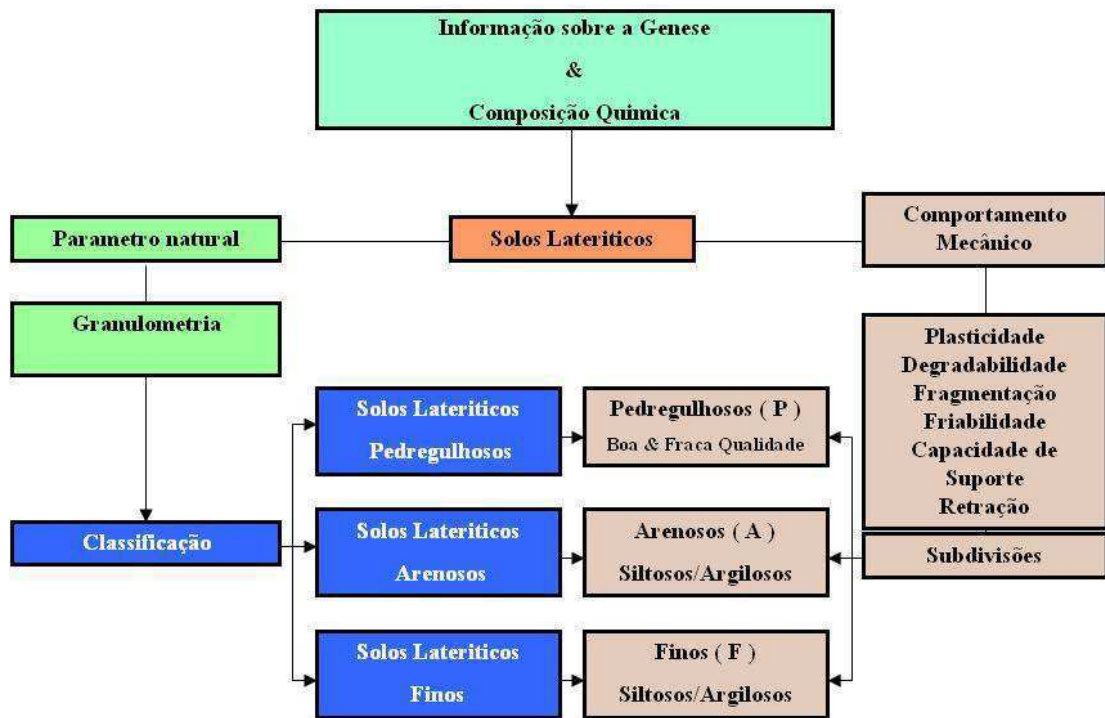 Informação sobre a Genese
&
Composição Quimica
Parametro natural
Solos Lateriticos
Comportamento
Mecânico
Granulometria
Plasticidade
Degradabilidade
Fragmentação
Friabilidade
Capacidade de
Suporte
Retração
Solos Lateriticos
Pedregulhosos
Pedregulhosos ( P )
Boa & Fraca Qualidade
Classificação
Solos Lateriticos
Arenosos
Arenosos ( A )
Siltosos/Argilosos
Subdivisões
Solos Lateriticos
Finos
Finos ( F )
Siltosos/Argilosos